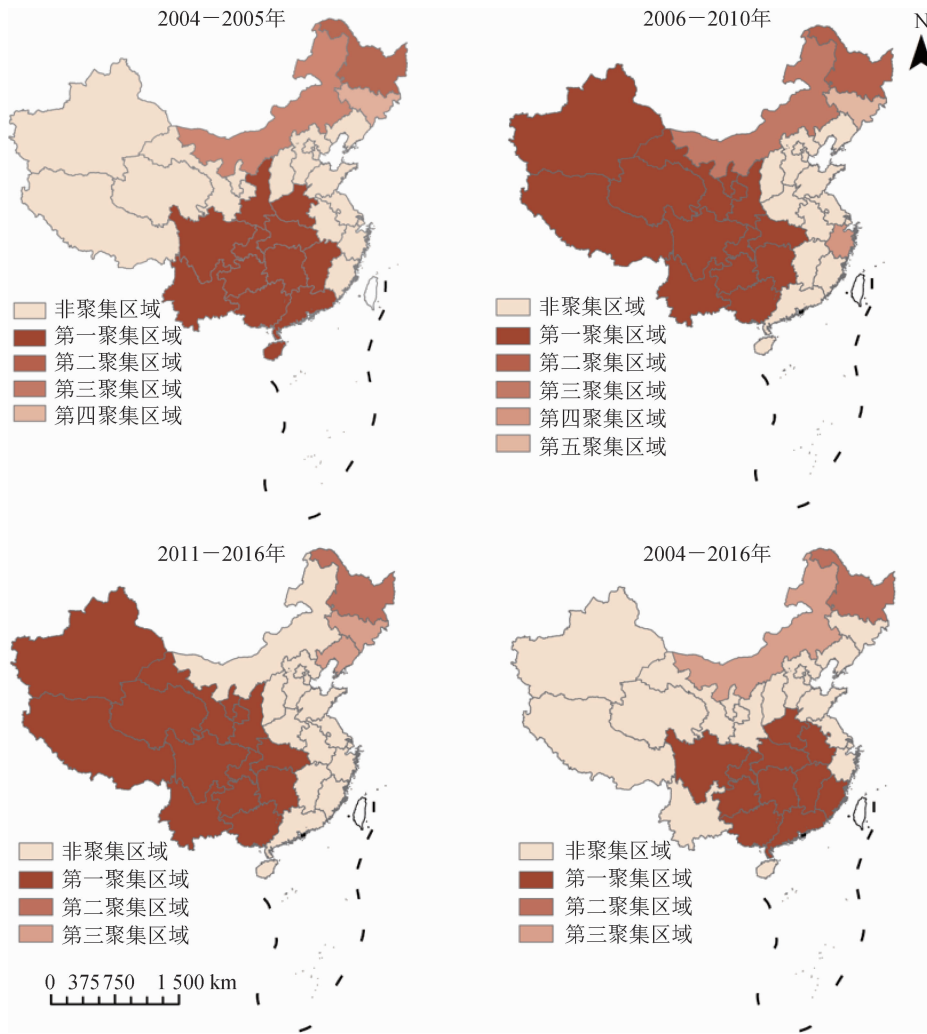 2004－2005年
2006－2010年
N
非聚集区域
第一聚集区域
第二聚集区域
第三聚集区域
第四聚集区域
非聚集区域
第一聚集区域
第二聚集区域
第三聚集区域
第四聚集区域
第五聚集区域
2011－2016年
2004－2016年
非聚集区域
第一聚集区域
第二聚集区域
第三聚集区域
0 375 750 1 500 km
非聚集区域
第一聚集区域
第二聚集区域
第三聚集区域